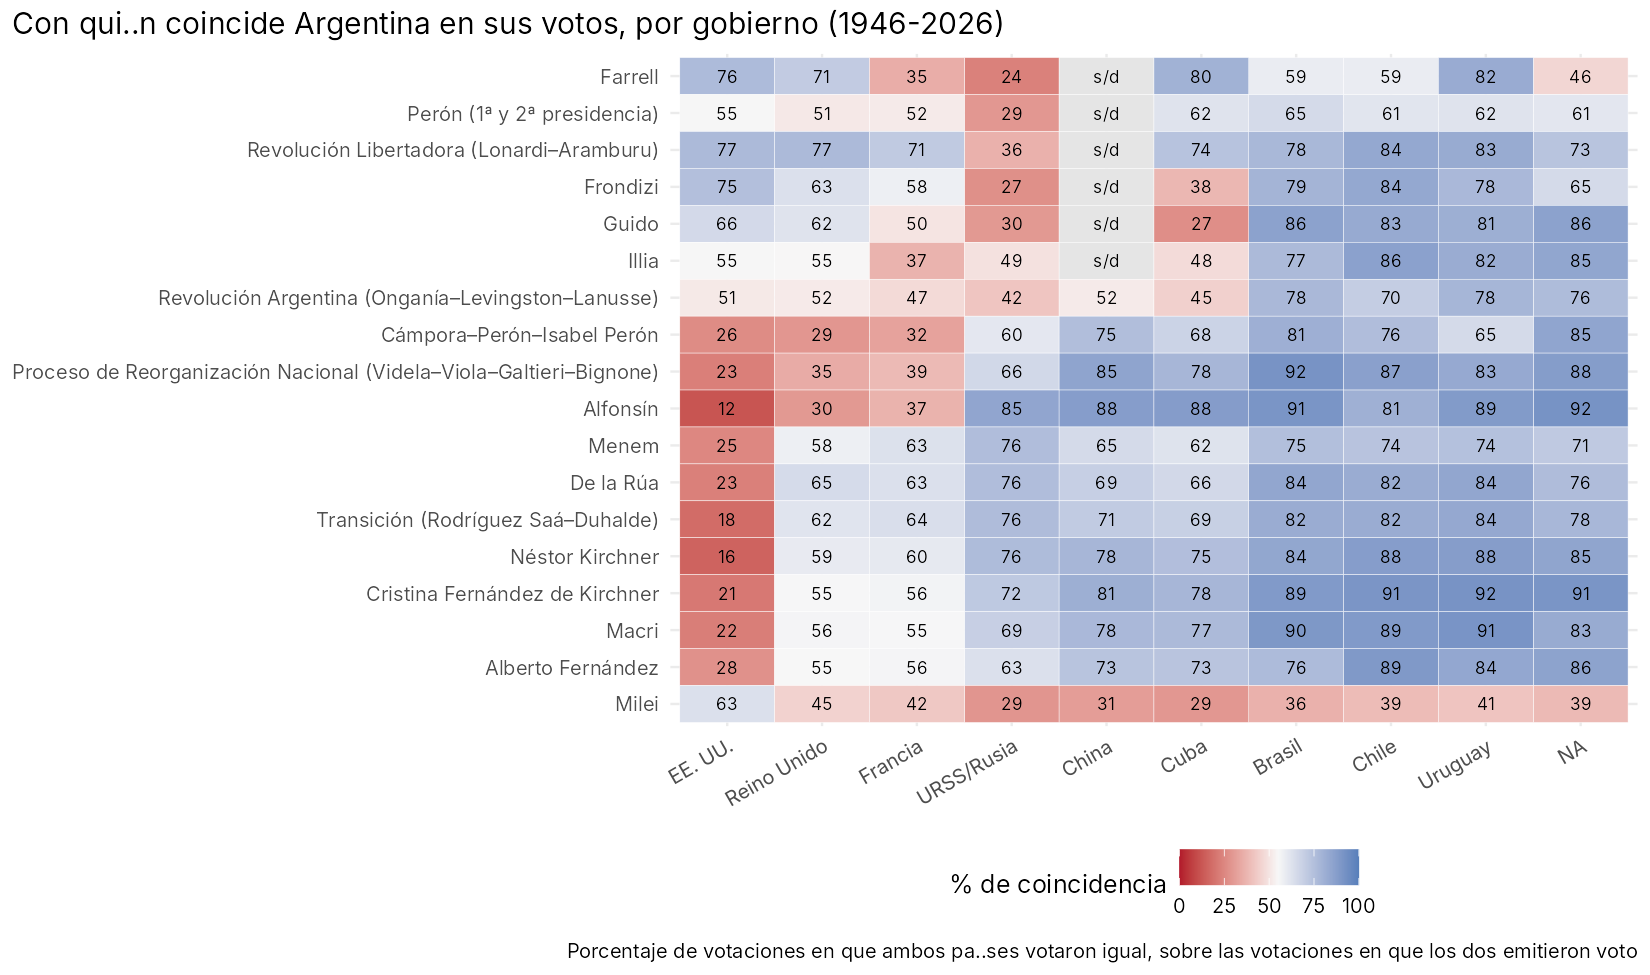 Con qui..n coincide Argentina en sus votos, por gobierno (1946-2026)
Farrell 76 71 35 24 s/d 80 59 59 82 46
Perón (1ª y 2ª presidencia) 55 51 52 29 s/d 62 65 61 62 61
Revolución Libertadora (Lonardi–Aramburu) 77 77 71 36 s/d 74 78 84 83 73
Frondizi 75 63 58 27 s/d 38 79 84 78 65
Guido 66 62 50 30 s/d 27 86 83 81 86
Illia 55 55 37 49 s/d 48 77 86 82 85
Revolución Argentina (Onganía–Levingston–Lanusse) 51 52 47 42 52 45 78 70 78 76
Cámpora–Perón–Isabel Perón 26 29 32 60 75 68 81 76 65 85
Proceso de Reorganización Nacional (Videla–Viola–Galtieri–Bignone) 23 35 39 66 85 78 92 87 83 88
Alfonsín 12 30 37 85 88 88 91 81 89 92
Menem 25 58 63 76 65 62 75 74 74 71
De la Rúa 23 65 63 76 69 66 84 82 84 76
Transición (Rodríguez Saá–Duhalde) 18 62 64 76 71 69 82 82 84 78
Néstor Kirchner 16 59 60 76 78 75 84 88 88 85
Cristina Fernández de Kirchner 21 55 56 72 81 78 89 91 92 91
Macri 22 56 55 69 78 77 90 89 91 83
Alberto Fernández 28 55 56 63 73 73 76 89 84 86
Milei 63 45 42 29 31 29 36 39 41 39
EE. UU. Reino Unido Francia URSS/Rusia China Cuba Brasil Chile Uruguay NA
% de coincidencia
0 25 50 75 100
Porcentaje de votaciones en que ambos pa..ses votaron igual, sobre las votaciones en que los dos emitieron voto